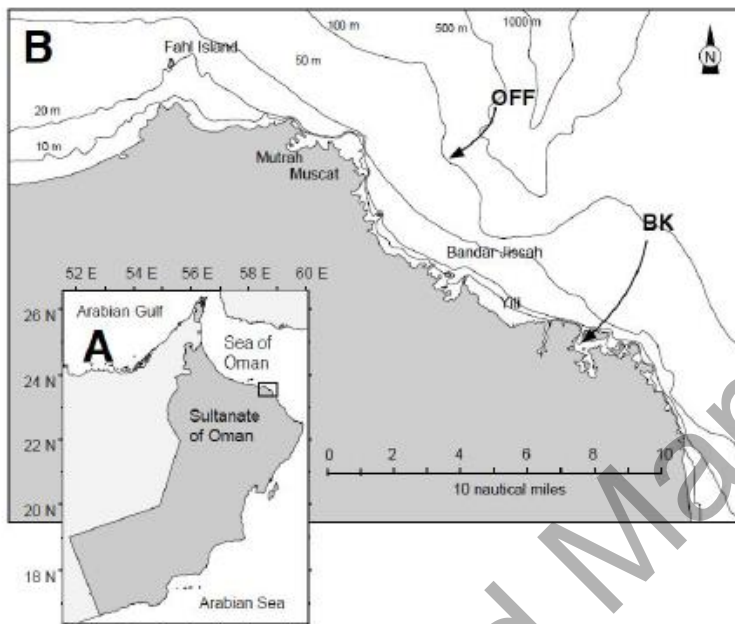 B
Fahl Island
100 m
500 m
1000 m
N
50 m
OFF
20 m
10 m
Mutrah
Muscat
BK
Bandar Jissah
Yiti
52 E
54 E
56 E
58 E
60 E
26 N
Arabian Gulf
A
Sea of
Oman
24 N
Sultanate
of Oman
22 N
20 N
18 N
Arabian Sea
0
2
4
6
8
10
10 nautical miles